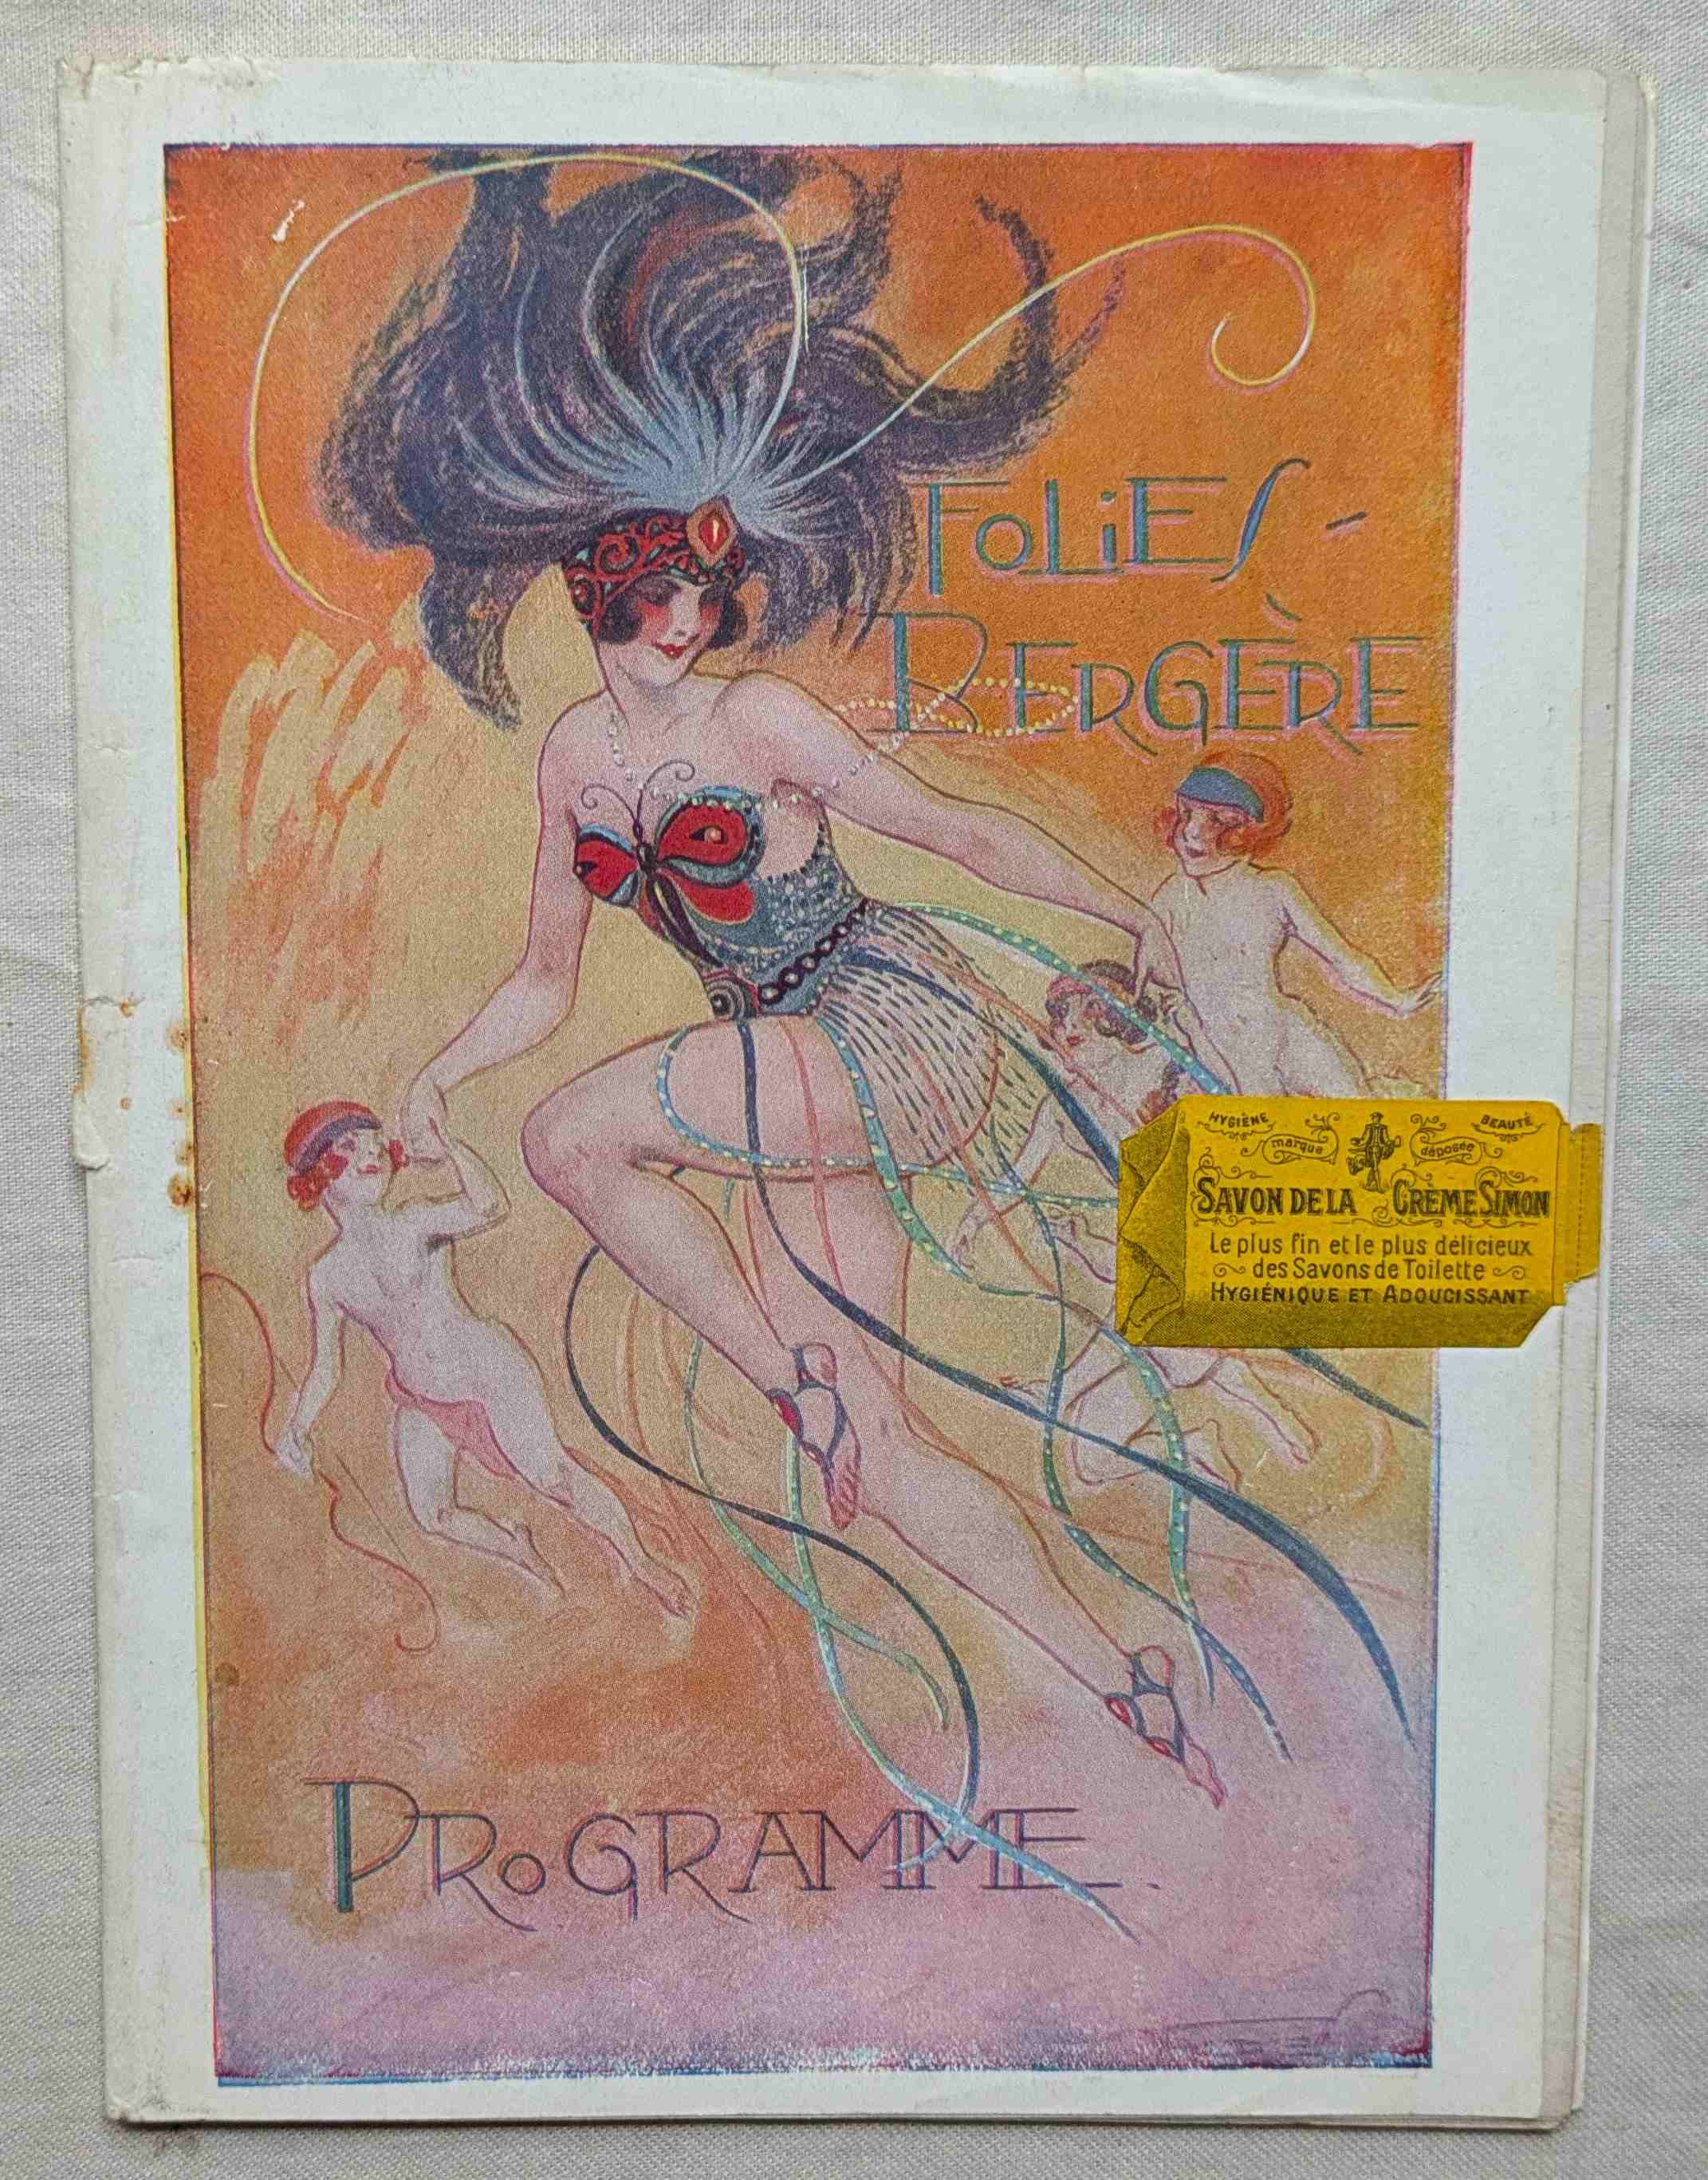 FOLiES-
BERGÈRE
HYGIÈNE
BEAUTÉ
marque
déposée
SAVON DE LA CRÈME SIMON
Le plus fin et le plus délicieux
des Savons de Toilette
HYGIÉNIQUE ET ADOUCISSANT
PRoGRAMME.